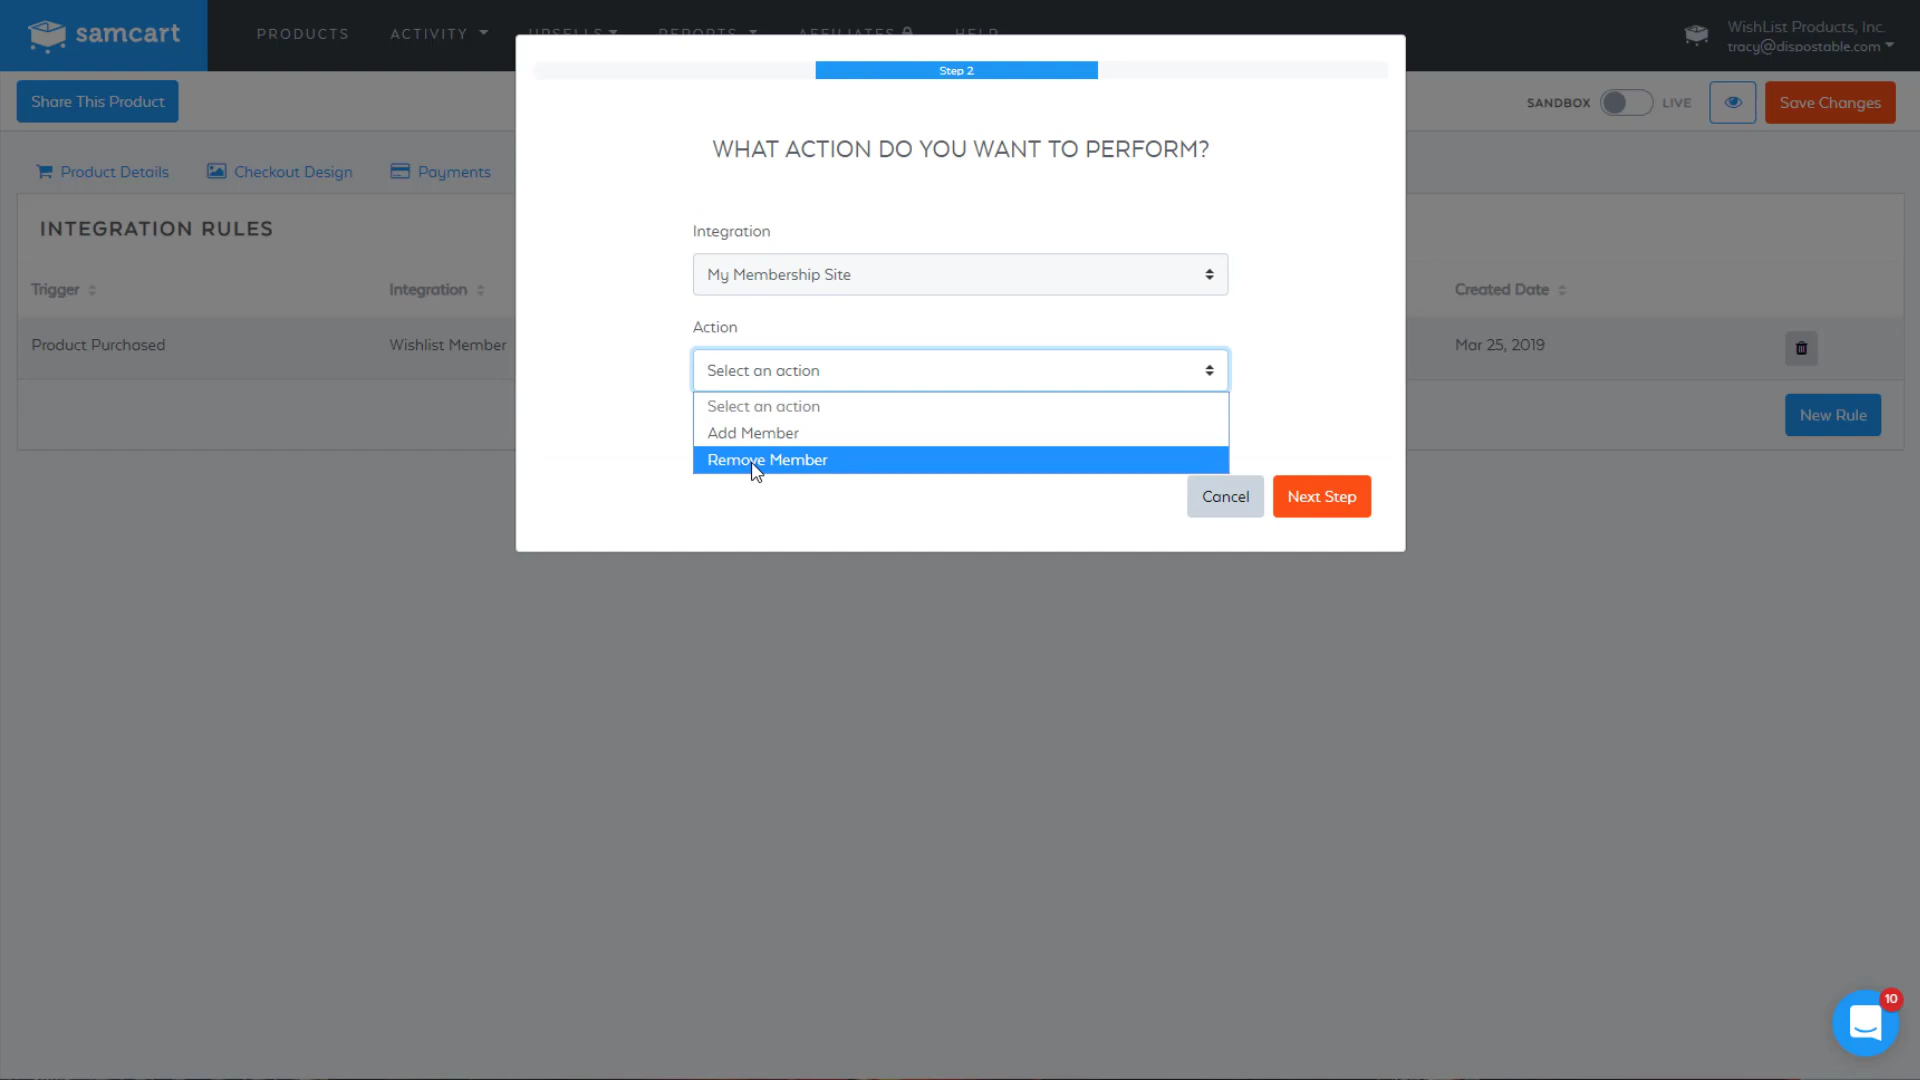 samcart
PRODUCTS
ACTIVITY
UPSELLS
REPORTS
AFFILIATES
HELP
WishList Products, Inc.
tracy@dispostable.com
Share This Product
SANDBOX
LIVE
Save Changes
Step 2
WHAT ACTION DO YOU WANT TO PERFORM?
Product Details
Checkout Design
Payments
INTEGRATION RULES
Trigger
Integration
Created Date
Product Purchased
Wishlist Member
Mar 25, 2019
New Rule
Integration
My Membership Site
Action
Select an action
Select an action
Add Member
Remove Member
Cancel
Next Step
10